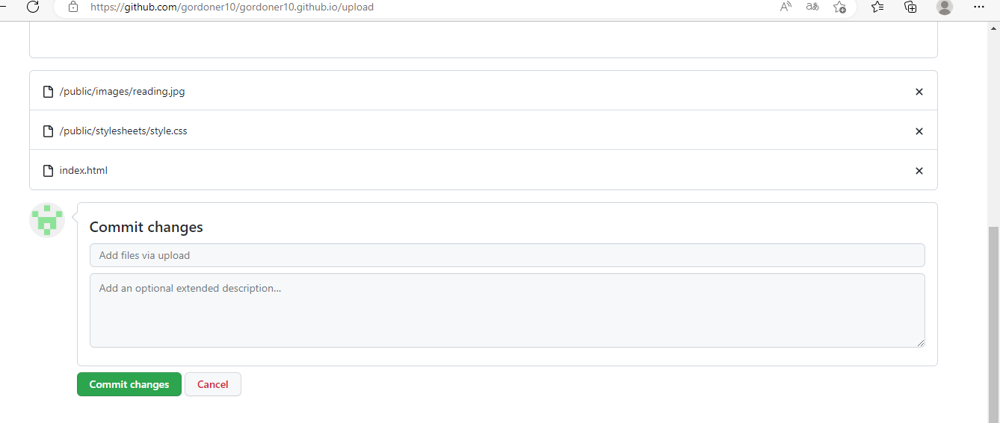 https://github.com/gordoner10/gordoner10.github.io/upload
/public/images/reading.jpg
/public/stylesheets/style.css
index.html
Commit changes
Add files via upload
Add an optional extended description...
Commit changes
Cancel